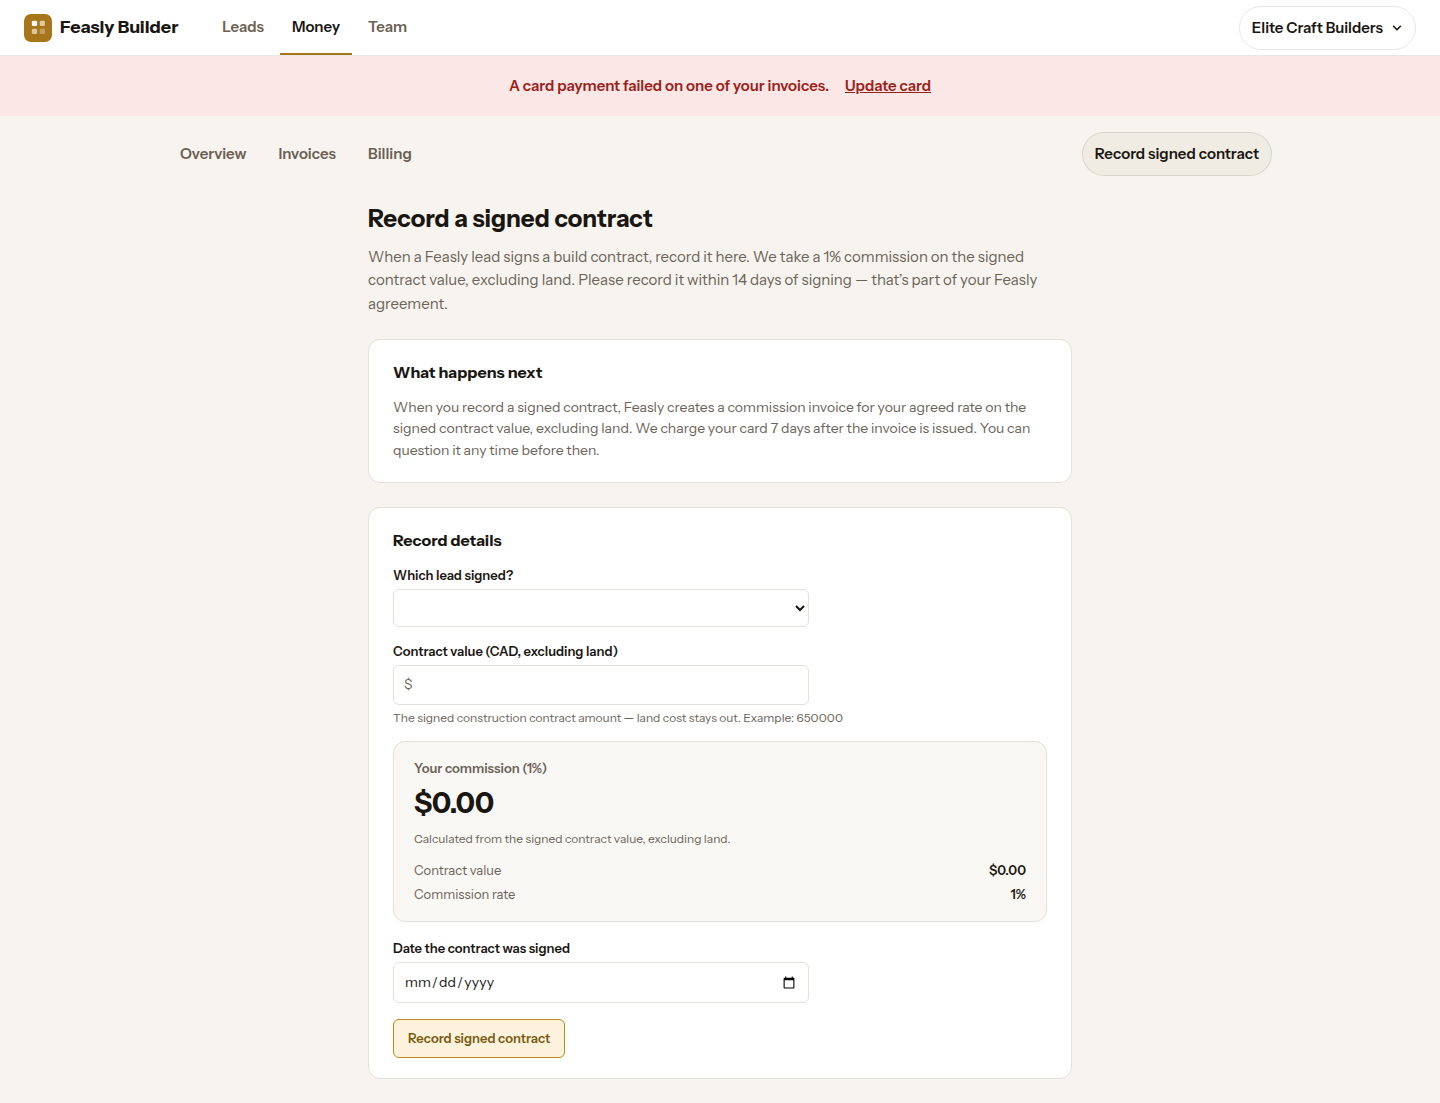 Feasly Builder
Leads
Money
Team
Elite Craft Builders
A card payment failed on one of your invoices. Update card
Overview
Invoices
Billing
Record signed contract
Record a signed contract
When a Feasly lead signs a build contract, record it here. We take a 1% commission on the signed
contract value, excluding land. Please record it within 14 days of signing — that’s part of your Feasly
agreement.
What happens next
When you record a signed contract, Feasly creates a commission invoice for your agreed rate on the
signed contract value, excluding land. We charge your card 7 days after the invoice is issued. You can
question it any time before then.
Record details
Which lead signed?
Contract value (CAD, excluding land)
$
The signed construction contract amount — land cost stays out. Example: 650000
Your commission (1%)
$0.00
Calculated from the signed contract value, excluding land.
Contract value $0.00
Commission rate 1%
Date the contract was signed
mm/dd/yyyy
Record signed contract